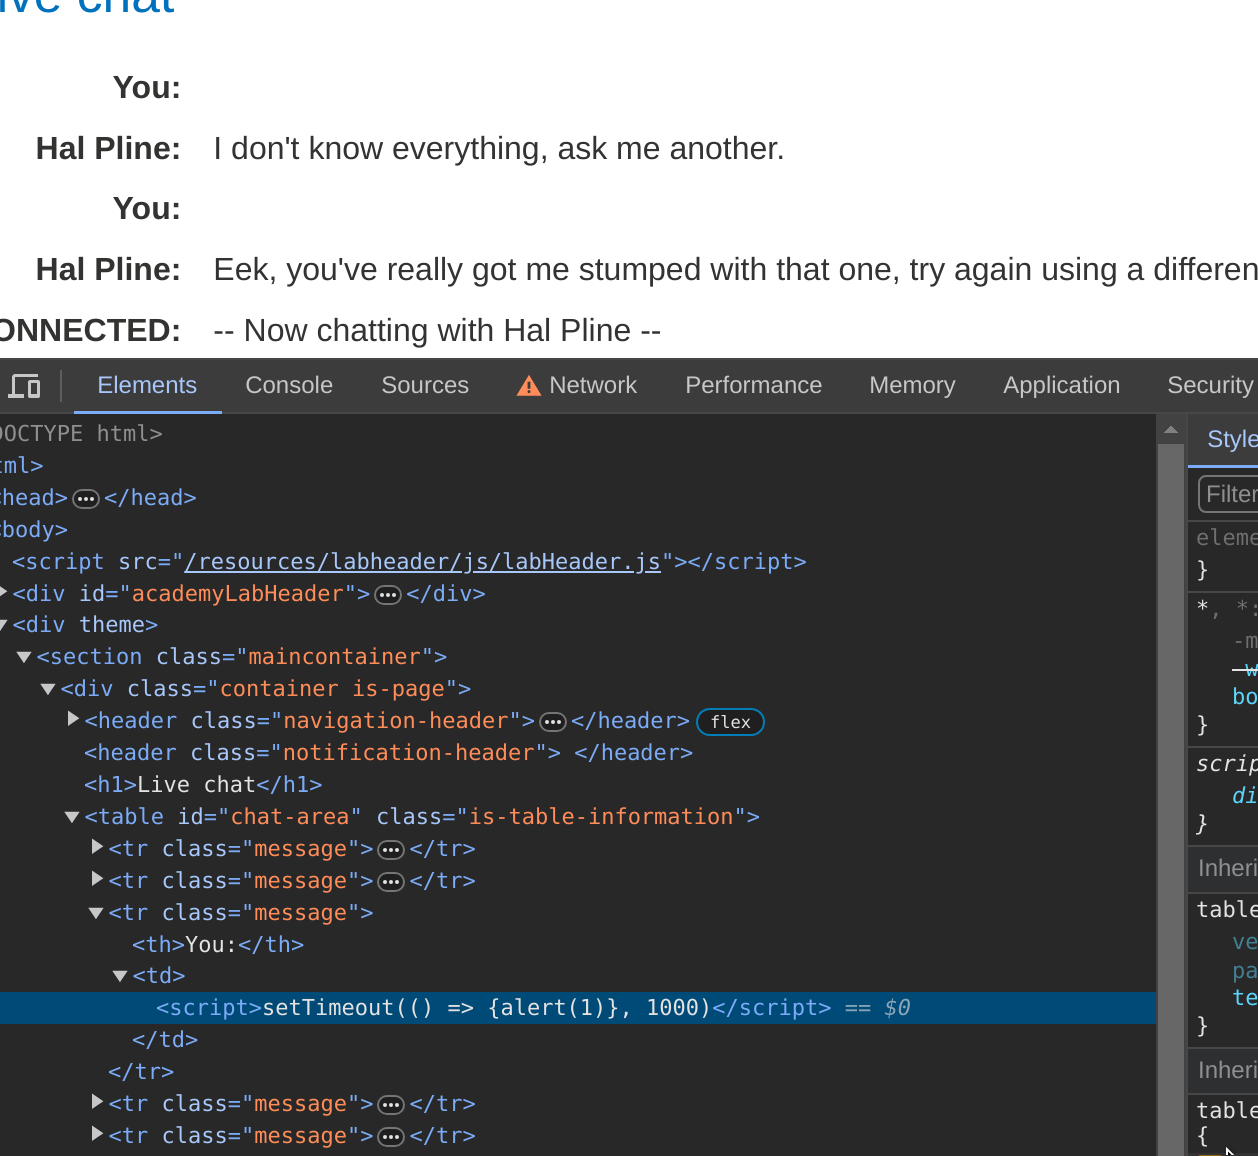 ive chat
You:
Hal Pline: I don't know everything, ask me another.
You:
Hal Pline: Eek, you've really got me stumped with that one, try again using a differen
ONNECTED: -- Now chatting with Hal Pline --
Elements Console Sources Network Performance Memory Application Security
DOCTYPE html>
tml>
<head> ••• </head>
<body>
<script src="/resources/labheader/js/labHeader.js"></script>
<div id="academyLabHeader"> ••• </div>
<div theme>
<section class="maincontainer">
<div class="container is-page">
<header class="navigation-header"> ••• </header> flex
<header class="notification-header"> </header>
<h1>Live chat</h1>
<table id="chat-area" class="is-table-information">
<tr class="message"> ••• </tr>
<tr class="message"> ••• </tr>
<tr class="message">
<th>You:</th>
<td>
<script>setTimeout(() => {alert(1)}, 1000)</script> == $0
</td>
</tr>
<tr class="message"> ••• </tr>
<tr class="message"> ••• </tr>
Style
Filter
eleme
}
*, *:
-m
-w
bo
}
scrip
di
}
Inheri
table
ve
pa
te
}
Inheri
table
{